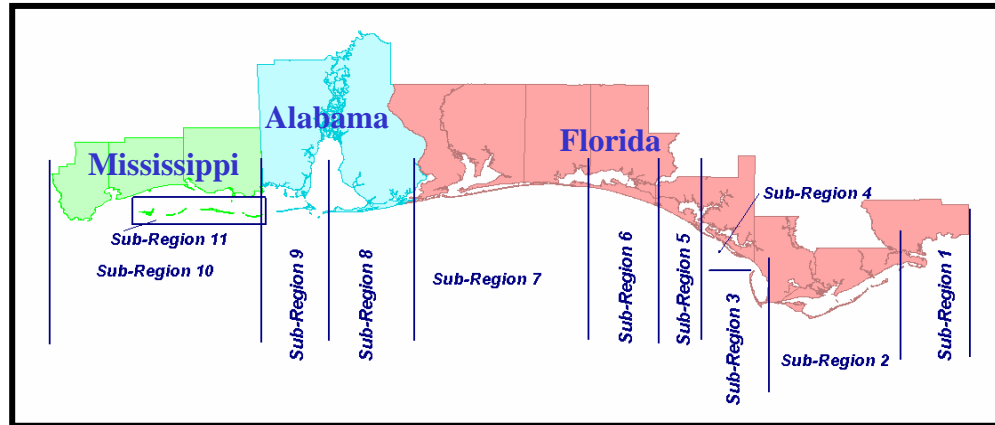 Alabama
Florida
Mississippi
Sub-Region 4
Sub-Region 11
Sub-Region 10
Sub-Region 9
Sub-Region 8
Sub-Region 7
Sub-Region 6
Sub-Region 5
Sub-Region 3
Sub-Region 2
Sub-Region 1